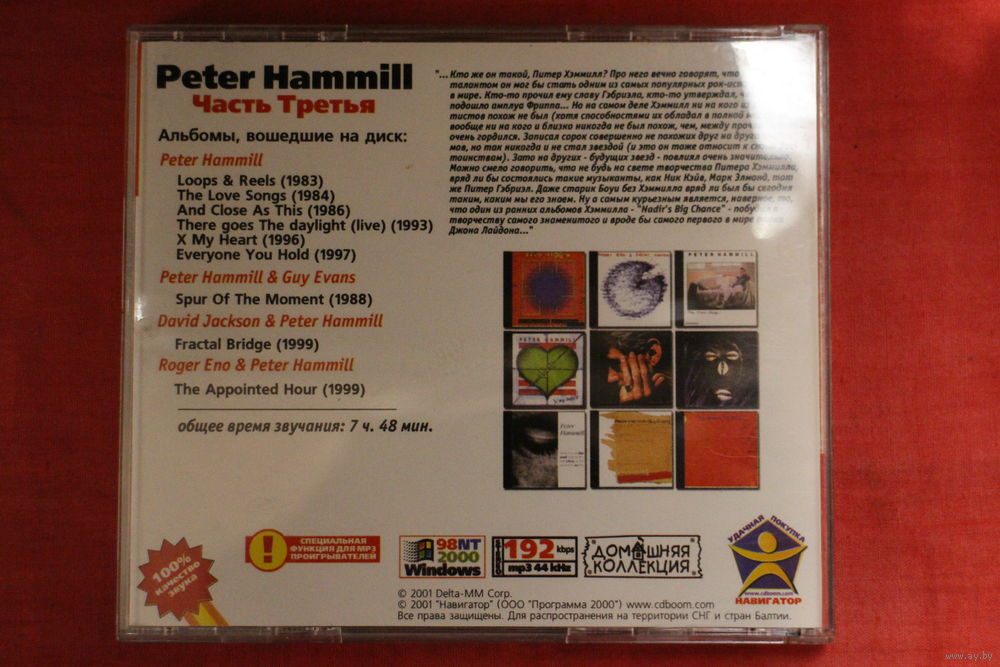 Peter Hammill
Часть Третья
Альбомы, вошедшие на диск:
Peter Hammill
Loops & Reels (1983)
The Love Songs (1984)
And Close As This (1986)
There goes The daylight (live) (1993)
X My Heart (1996)
Everyone You Hold (1997)
Peter Hammill & Guy Evans
Spur Of The Moment (1988)
David Jackson & Peter Hammill
Fractal Bridge (1999)
Roger Eno & Peter Hammill
The Appointed Hour (1999)
общее время звучания: 7 ч. 48 мин.
"... Кто же он такой, Питер Хэммилл? Про него вечно говорят, что
талантом он мог бы стать одним из самых популярных рок-
в мире. Кто-то прочил ему славу Гэбриэла, кто-то утверждал,
подошло амплуа Фриппа... Но на самом деле Хэммилл ни на кого из
тистов похож не был (хотя способностями их обладал в полной
вообще ни на кого и близко никогда не был похож, чем, между
очень гордился. Записал сорок совершенно не похожих друг на
мов, но так никогда и не стал звездой (и это он тоже относит к
тоинствам). Зато на других - будущих звезд - повлиял очень значительно.
Можно смело говорить, что не будь на свете творчества Питера Хэммилла,
вряд ли бы состоялись такие музыканты, как Ник Кэйв, Марк Элмонд, тот
же Питер Гэбриэл. Даже старик Боуи без Хэммилла вряд ли был бы сегодня
таким, каким мы его знаем. Ну а самым курьезным является, наверное, то,
что один из ранних альбомов Хэммилла - "Nadir's Big Chance" - побудил к
творчеству самого знаменитого и вроде бы самого первого в мире
Джона Лайдона..."
PETER HAMMILL
PETER HAMMILL
X my heart
Peter
Hammill
100%
качество
звука
!
СПЕЦИАЛЬНАЯ
ФУНКЦИЯ ДЛЯ MP3
ПРОИГРЫВАТЕЛЕЙ
98NT
2000
Windows
192 kbps
mp3 44 kHz
ДОМАШНЯЯ
КОЛЛЕКЦИЯ
УДАЧНАЯ ПОКУПКА
www.cdboom.com
НАВИГАТОР
© 2001 Delta-MM Corp.
© 2001 "Навигатор" (ООО "Программа 2000") www.cdboom.com
Все права защищены. Для распространения на территории СНГ и стран Балтии.
www.ay.by